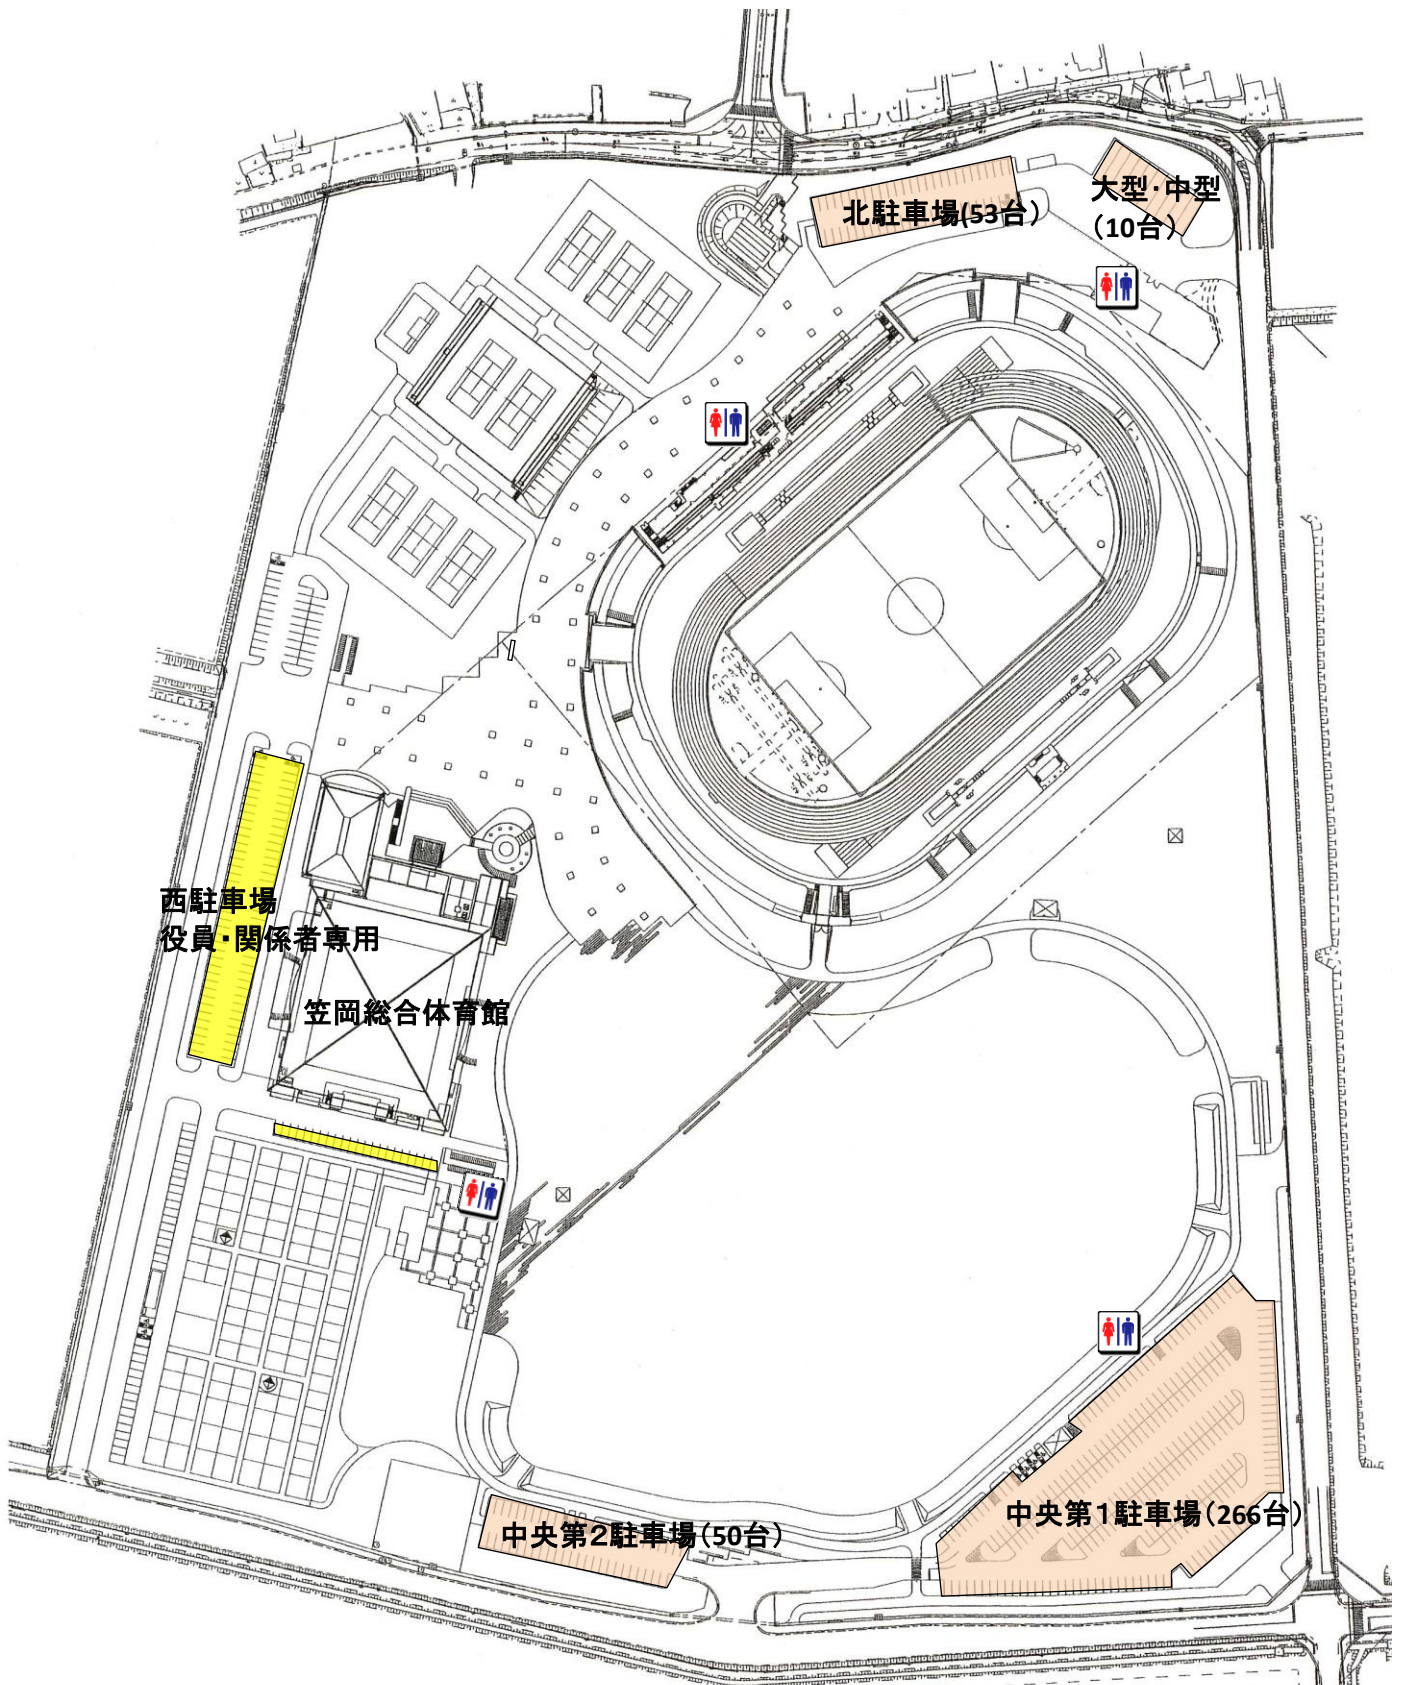 北駐車場(53台)
大型・中型
(10台)
西駐車場
役員・関係者専用
笠岡総合体育館
中央第1駐車場(266台)
中央第2駐車場(50台)